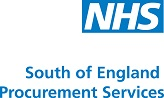 NHS
South of England
Procurement Services